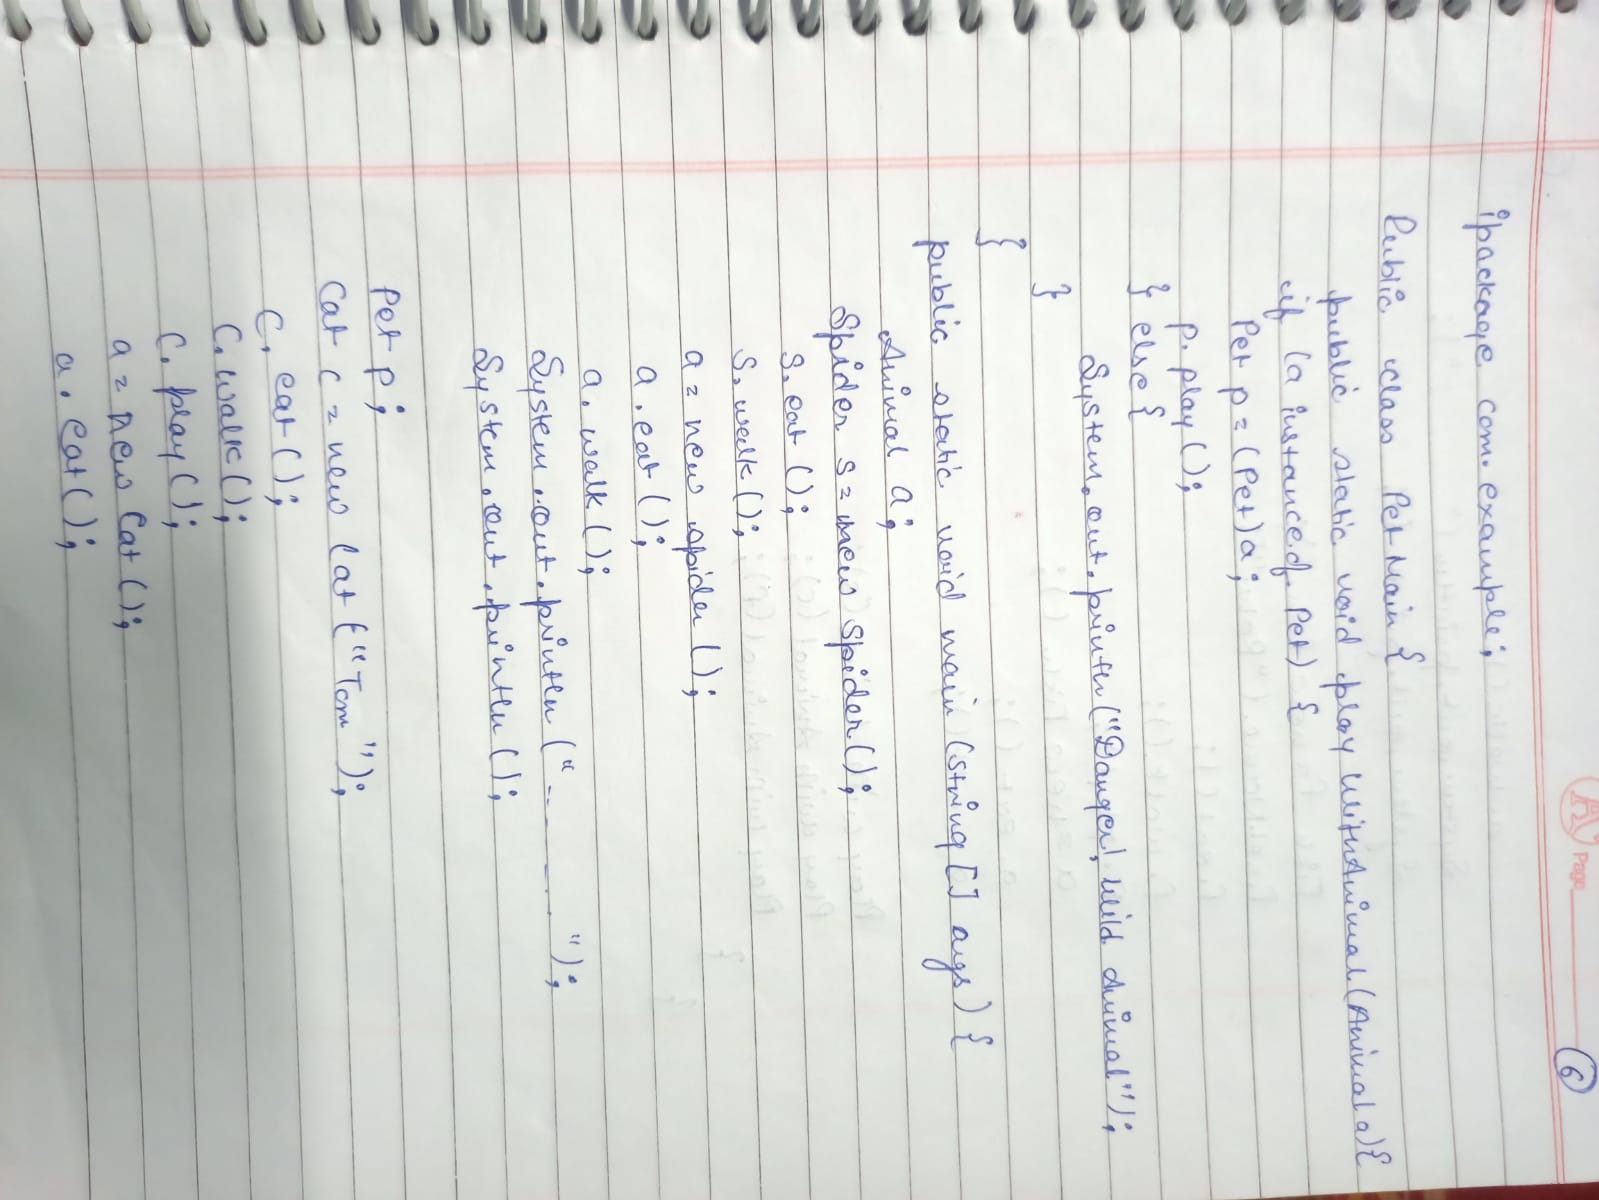 Page
6
package com.example;
Public class PetMain {
public static void play WithAnimal(Animal a){
if (a instanceof Pet) {
Pet p = (Pet) a;
P.play();
} else {
System.out.println("Danger! Wild Animal");
}
}
public static void main (String [] args) {
Animal a;
Spider s = new Spider();
s.eat();
s.walk();
a = new spider();
a.eat();
a.walk();
System.out.println("- - - - -");
System.out.println();
Pet p;
Cat c = new Cat ("Tom");
C.eat();
C.walk();
C.play();
a = new Cat();
a.eat();